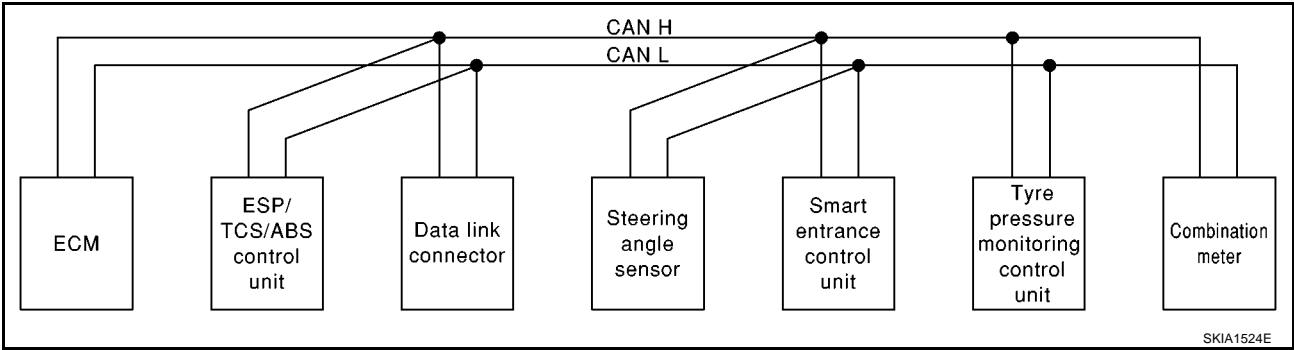 CAN H
CAN L
ECM
ESP/
TCS/ABS
control
unit
Data link
connector
Steering
angle
sensor
Smart
entrance
control
unit
Tyre
pressure
monitoring
control
unit
Combination
meter
SKIA1524E